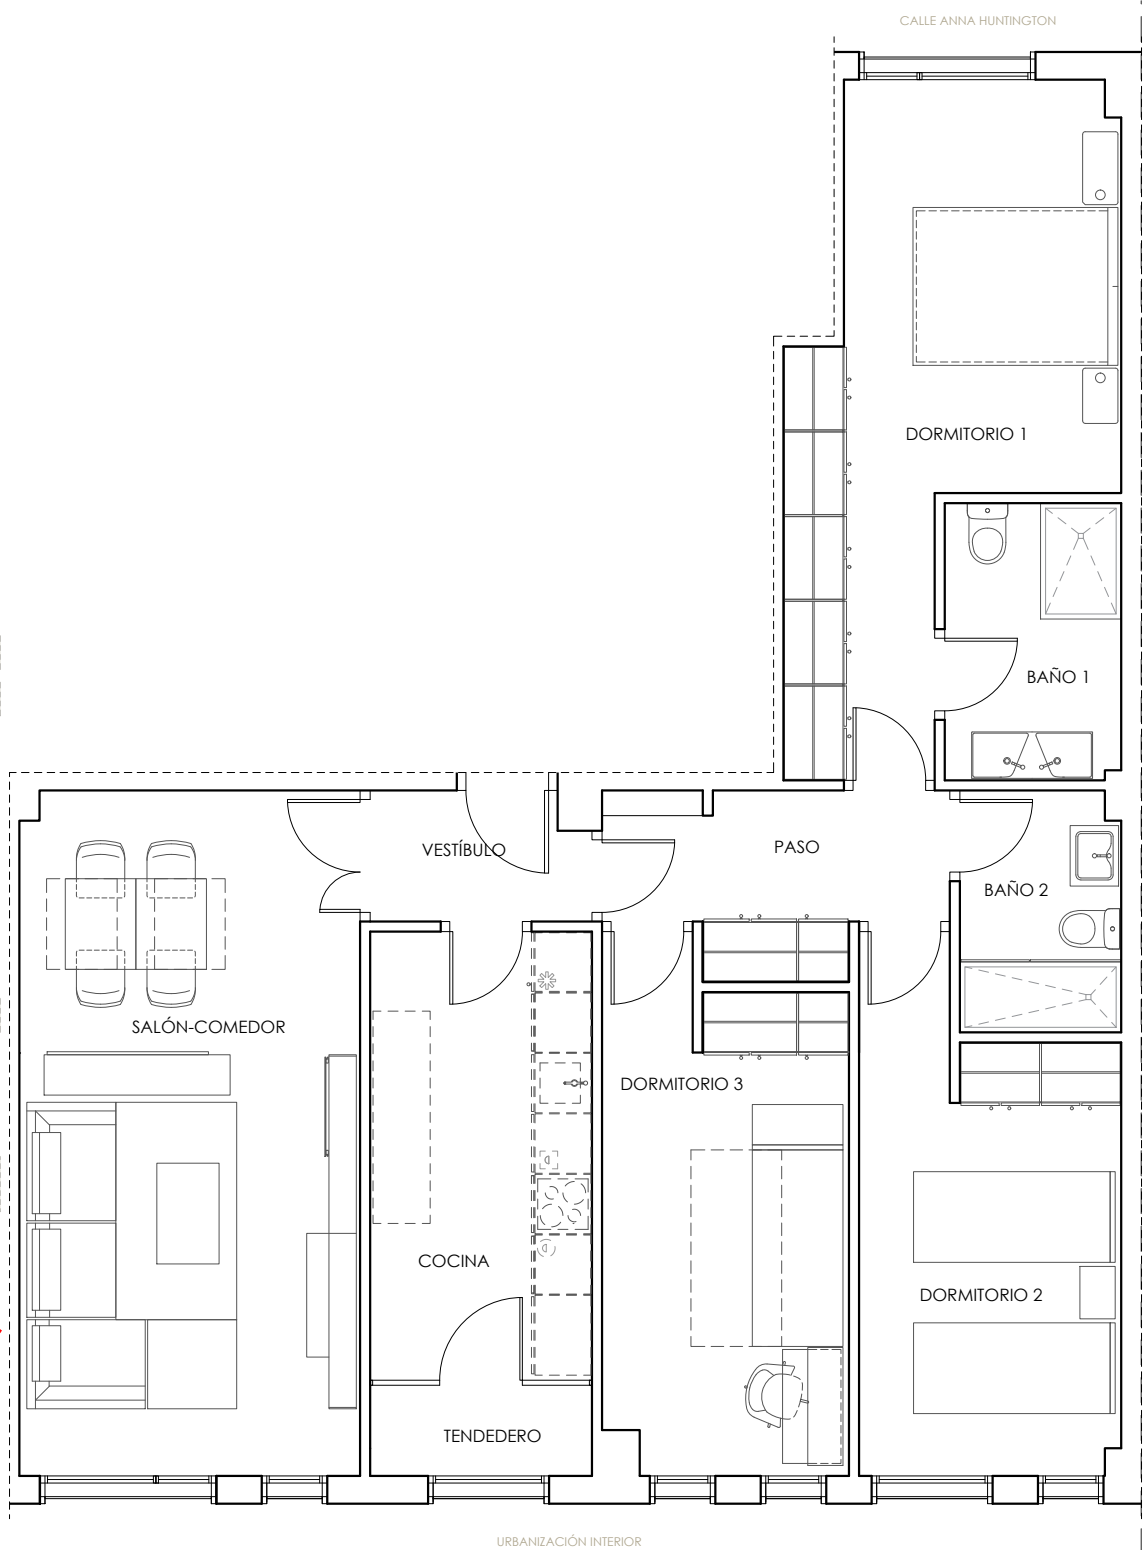 CALLE ANNA HUNTINGTON
DORMITORIO 1
BAÑO 1
VESTÍBULO
PASO
BAÑO 2
SALÓN-COMEDOR
DORMITORIO 3
COCINA
DORMITORIO 2
TENDEDERO
URBANIZACIÓN INTERIOR